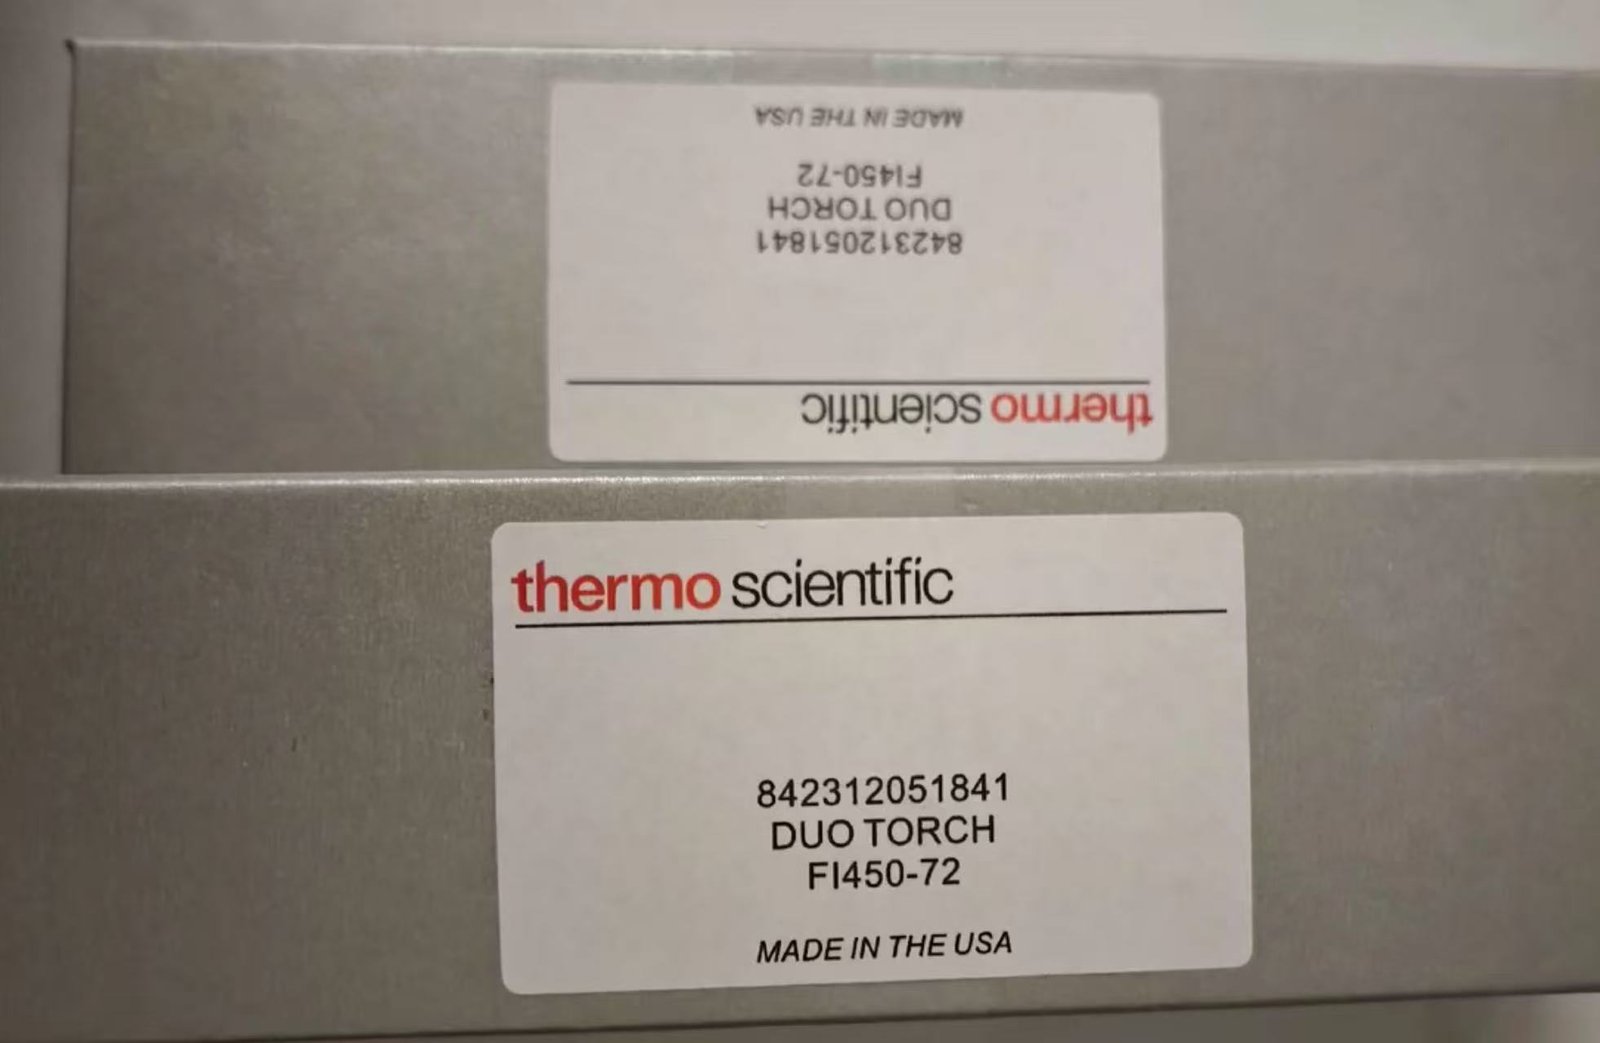 MADE IN THE USA
FI450-72
DUO TORCH
842312051841
thermo scientific
thermo scientific
842312051841
DUO TORCH
FI450-72
MADE IN THE USA